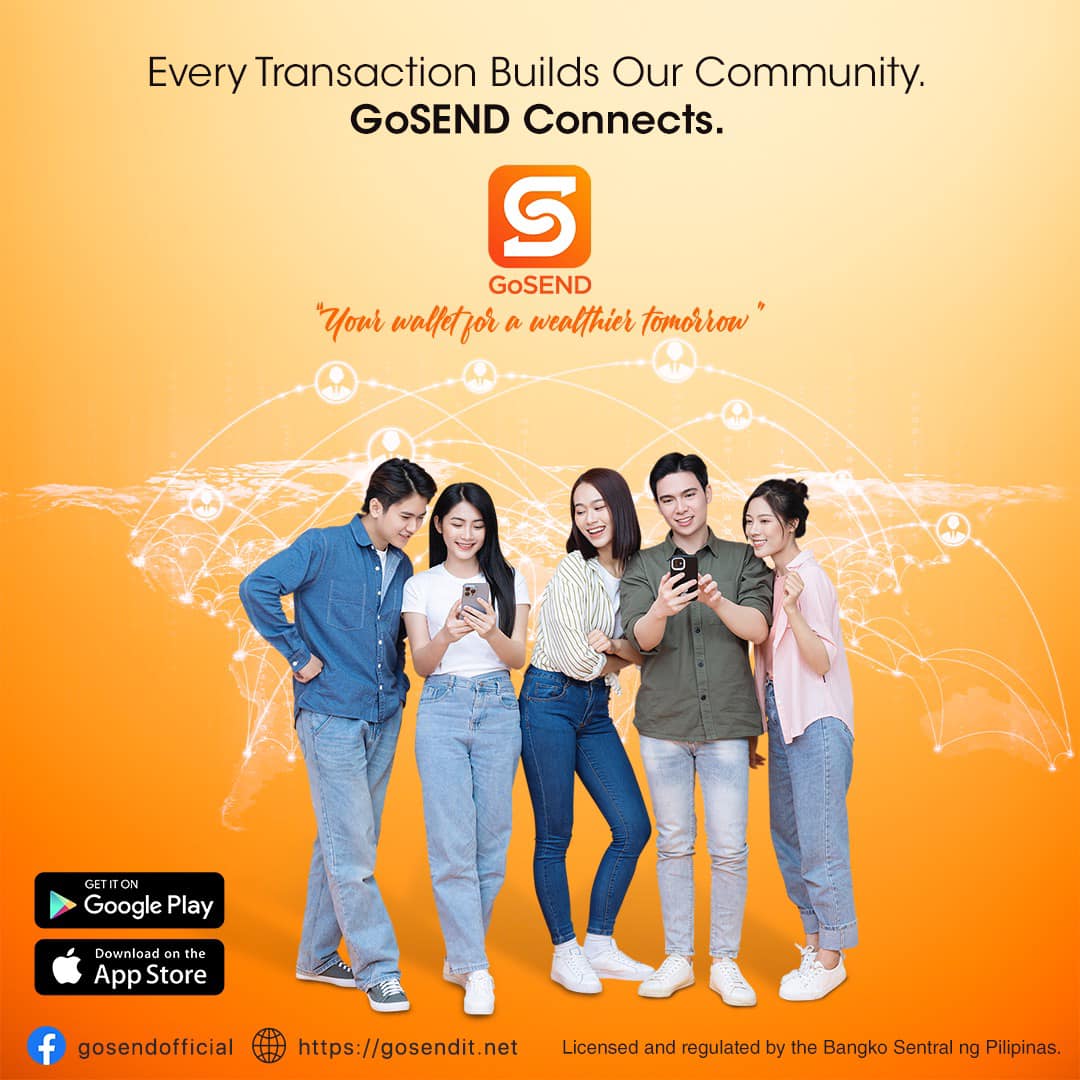 Every Transaction Builds Our Community.
GoSEND Connects.
GoSEND
"Your wallet for a wealthier tomorrow"
GET IT ON
Google Play
Download on the
App Store
gosendofficial
https://gosendit.net
Licensed and regulated by the Bangko Sentral ng Pilipinas.